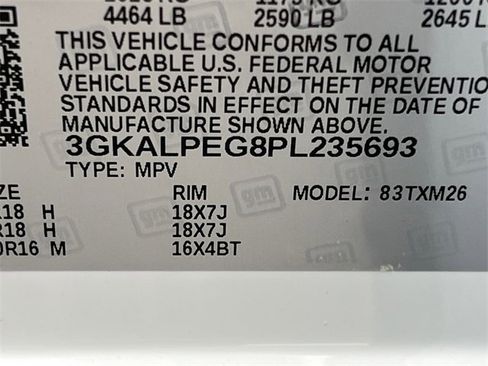 4464 LB 2590 LB 2645 L
THIS VEHICLE CONFORMS TO ALL
APPLICABLE U.S. FEDERAL MOTOR
VEHICLE SAFETY AND THEFT PREVENTIO
STANDARDS IN EFFECT ON THE DATE OF
MANUFACTURE SHOWN ABOVE.
3GKALPEG8PL235693
TYPE: MPV
ZE RIM MODEL: 83TXM26
R18 H 18X7J
R18 H 18X7J
0R16 M 16X4BT
gm